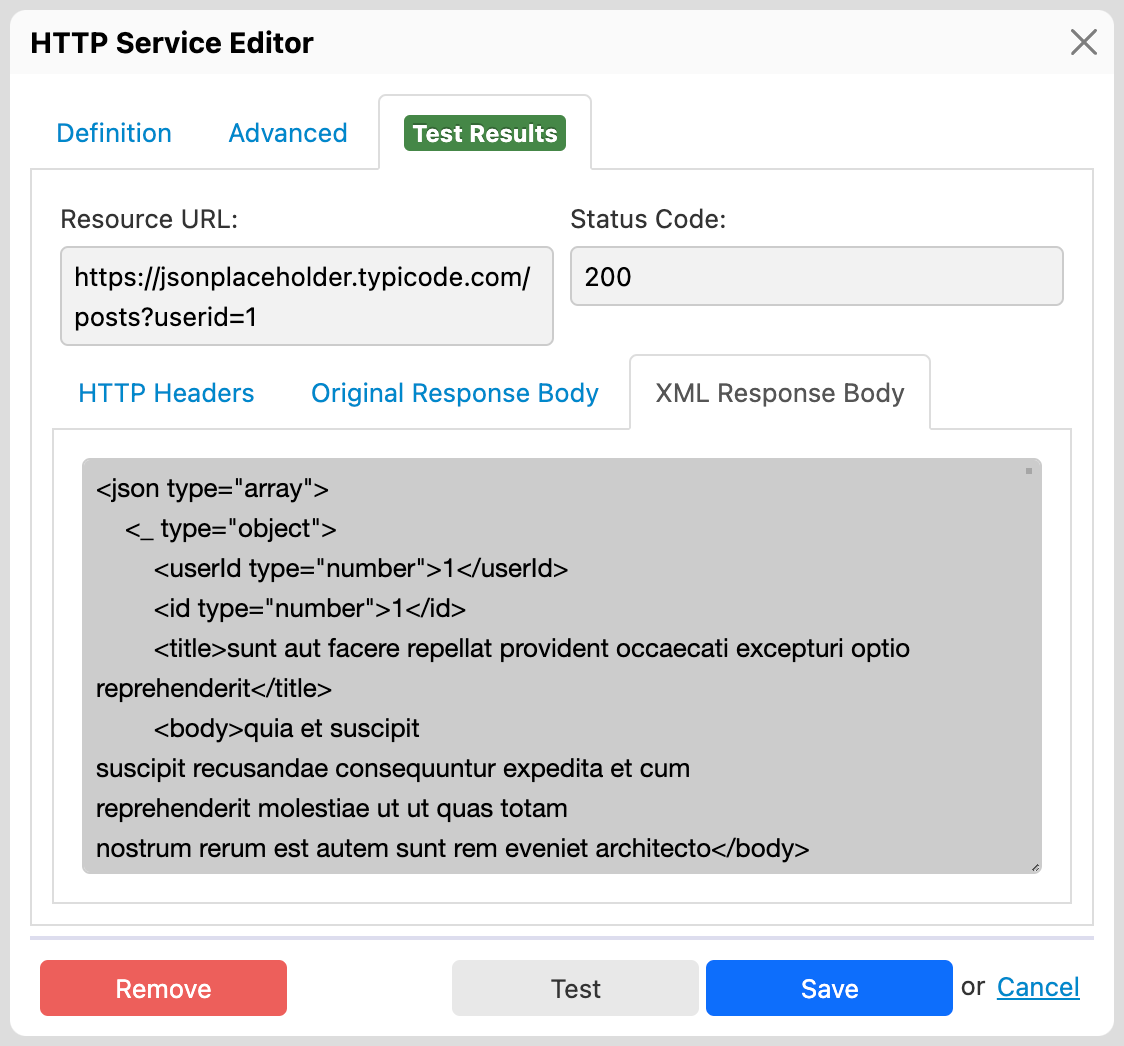 HTTP Service Editor
Definition
Advanced
Test Results
Resource URL:
Status Code:
https://jsonplaceholder.typicode.com/
posts?userid=1
200
HTTP Headers
Original Response Body
XML Response Body
<json type="array">
<_ type="object">
<userId type="number">1</userId>
<id type="number">1</id>
<title>sunt aut facere repellat provident occaecati excepturi optio
reprehenderit</title>
<body>quia et suscipit
suscipit recusandae consequuntur expedita et cum
reprehenderit molestiae ut ut quas totam
nostrum rerum est autem sunt rem eveniet architecto</body>
Remove
Test
Save
or Cancel